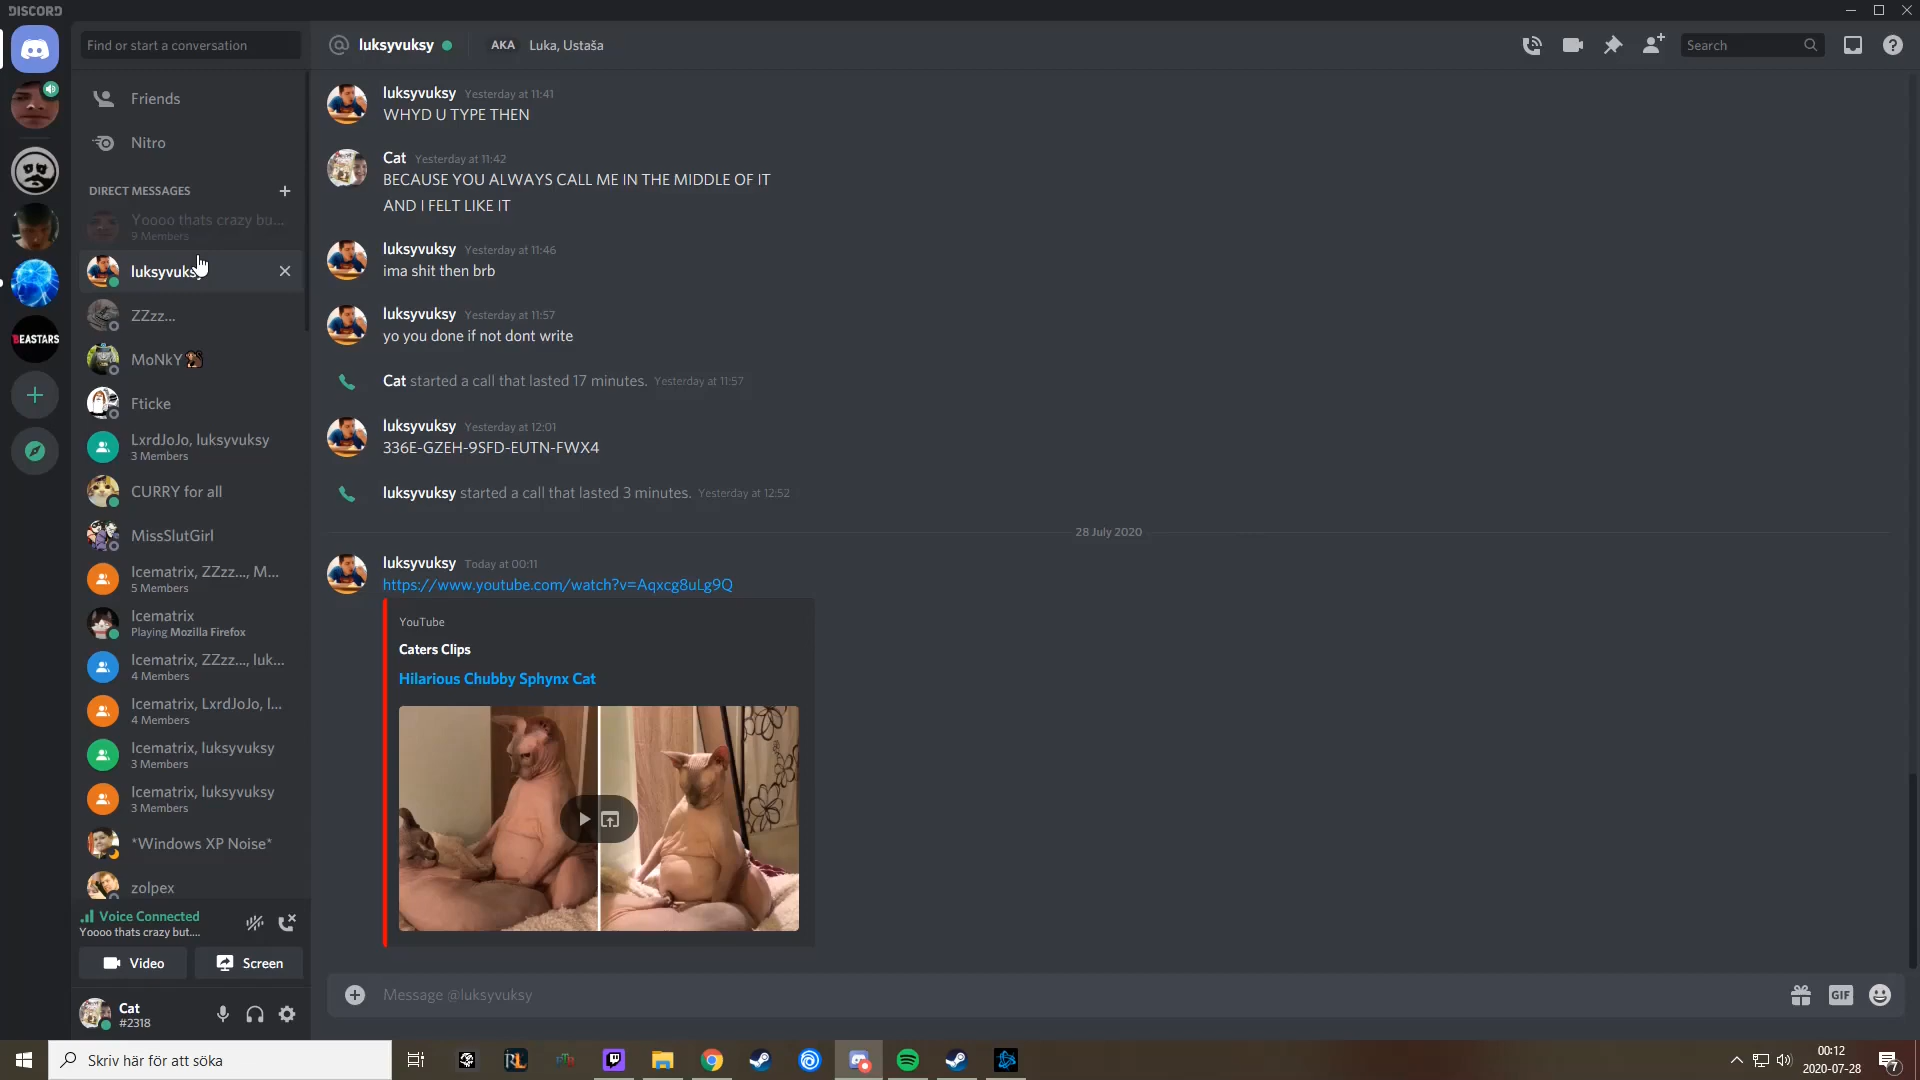 DISCORD
Find or start a conversation
luksyvuksy
AKA Luka, Ustaša
Search
Friends
Nitro
DIRECT MESSAGES
Yoooo thats crazy bu...
9 Members
luksyvuksy
ZZzz...
MoNkY
Fticke
LxrdJoJo, luksyvuksy
3 Members
CURRY for all
MissSlutGirl
Icematrix, ZZzz..., M...
5 Members
Icematrix
Playing Mozilla Firefox
Icematrix, ZZzz..., luk...
4 Members
Icematrix, LxrdJoJo, l...
4 Members
Icematrix, luksyvuksy
3 Members
Icematrix, luksyvuksy
3 Members
*Windows XP Noise*
zolpex
BEASTARS
Voice Connected
Yoooo thats crazy but....
Video
Screen
Cat
#2318
luksyvuksy Yesterday at 11:41
WHYD U TYPE THEN
Cat Yesterday at 11:42
BECAUSE YOU ALWAYS CALL ME IN THE MIDDLE OF IT
AND I FELT LIKE IT
luksyvuksy Yesterday at 11:46
ima shit then brb
luksyvuksy Yesterday at 11:57
yo you done if not dont write
Cat started a call that lasted 17 minutes. Yesterday at 11:57
luksyvuksy Yesterday at 12:01
336E-GZEH-9SFD-EUTN-FWX4
luksyvuksy started a call that lasted 3 minutes. Yesterday at 12:52
28 July 2020
luksyvuksy Today at 00:11
https://www.youtube.com/watch?v=Aqxcg8uLg9Q
YouTube
Caters Clips
Hilarious Chubby Sphynx Cat
Message @luksyvuksy
GIF
Skriv här för att söka
RL
00:12
2020-07-28
7